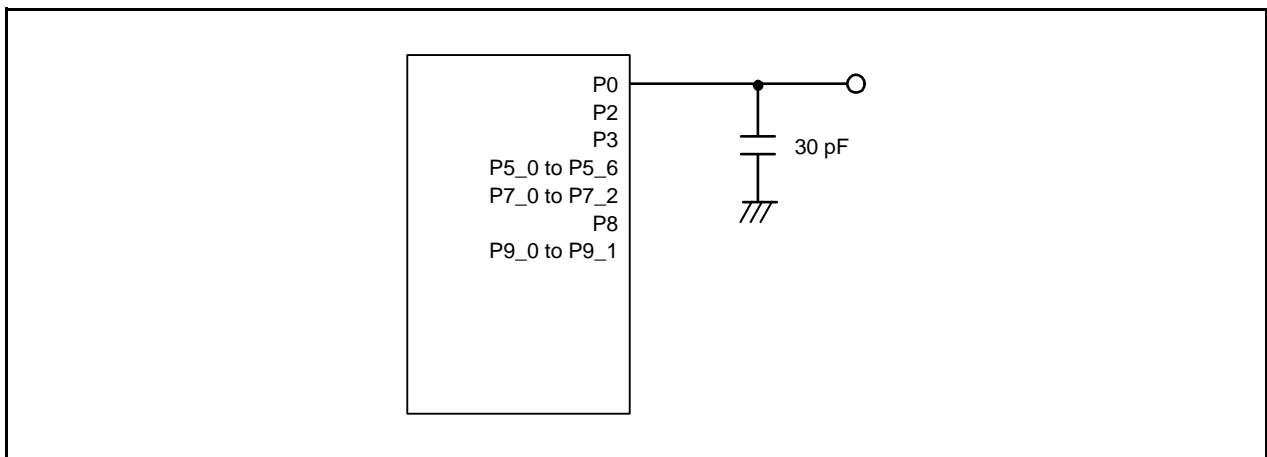 P0
P2
P3
P5_0 to P5_6
P7_0 to P7_2
P8
P9_0 to P9_1
30 pF